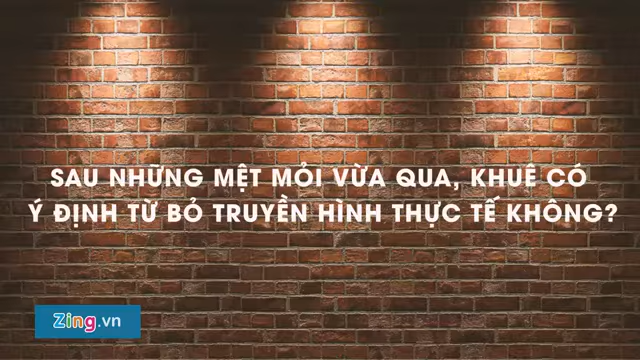 SAU NHỮNG MỆT MỎI VỪA QUA, KHUÊ CÓ
Ý ĐỊNH TỪ BỎ TRUYỀN HÌNH THỰC TẾ KHÔNG?
Zing.vn